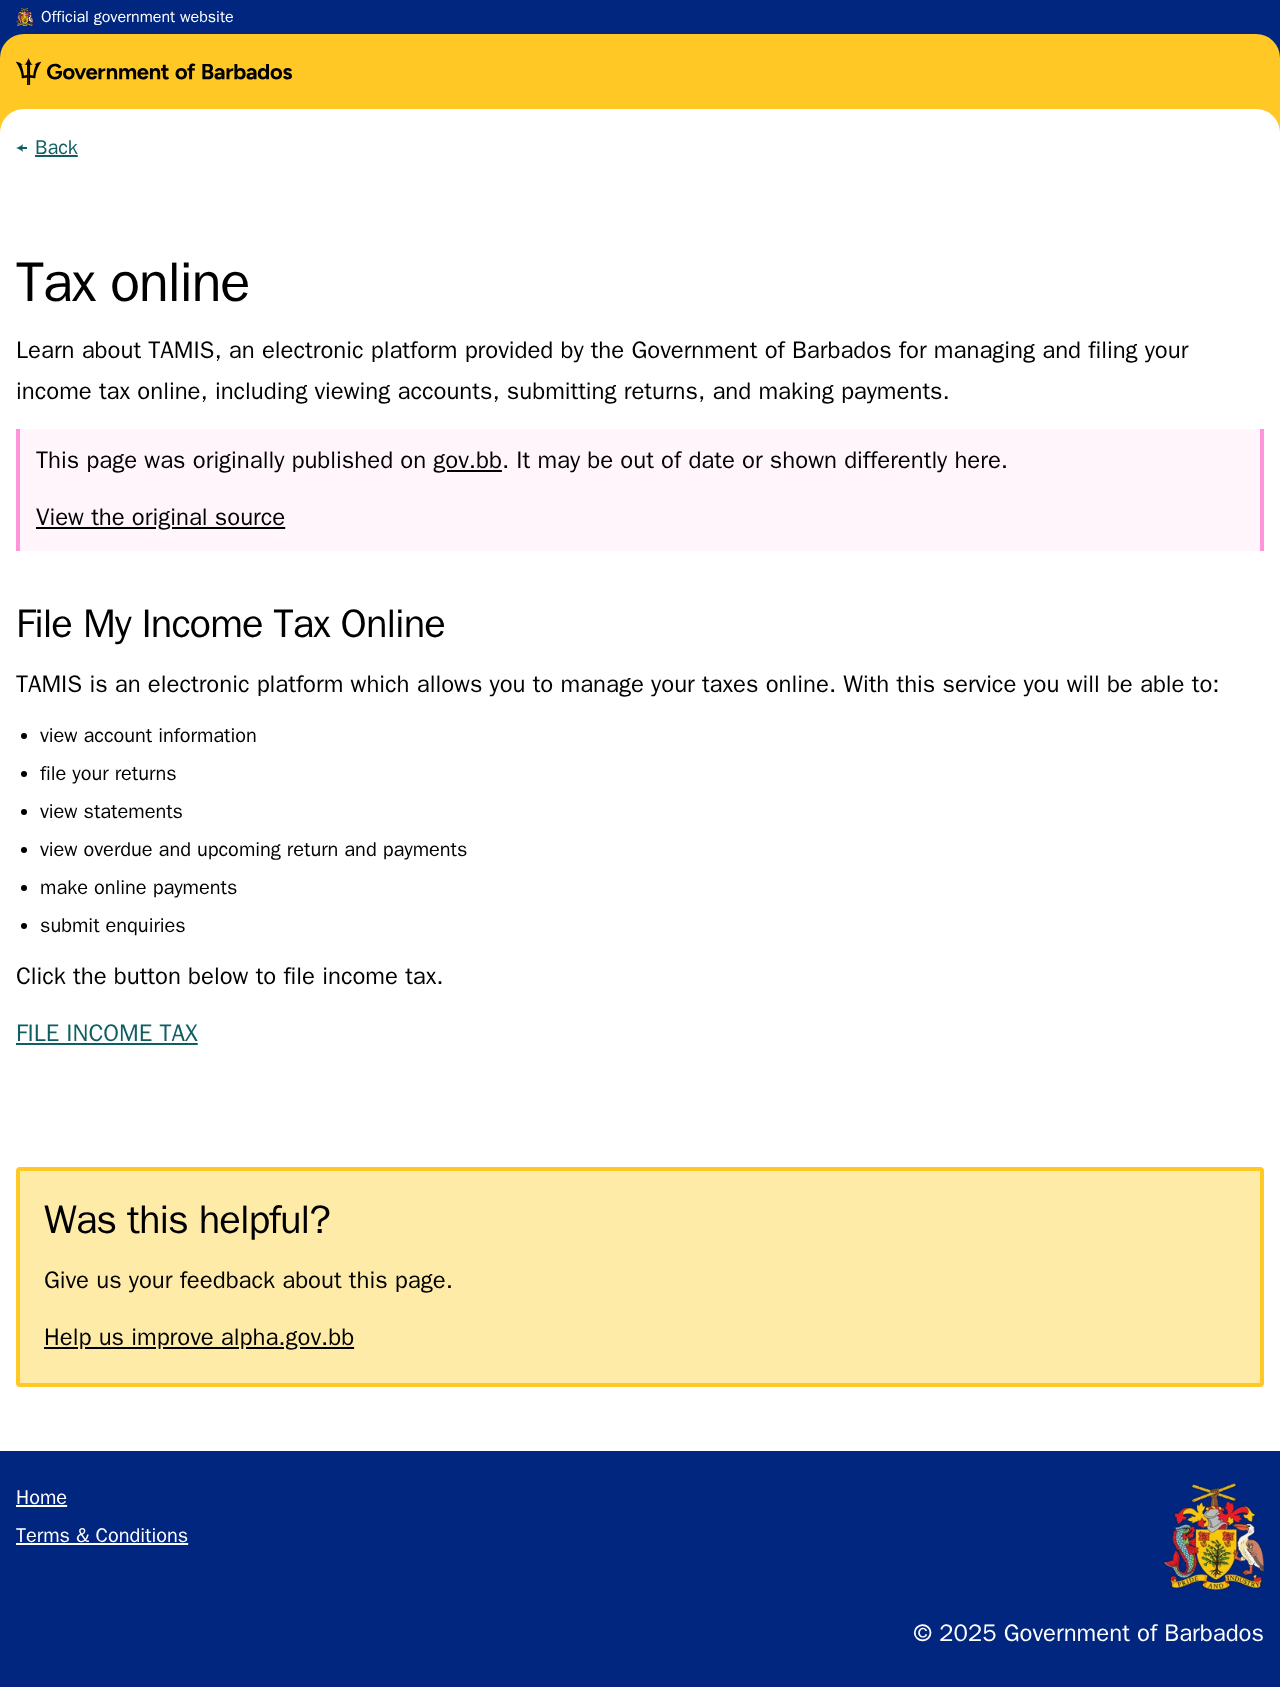 Official government website
Government of Barbados
Back
Tax online
Learn about TAMIS, an electronic platform provided by the Government of Barbados for managing and filing your
income tax online, including viewing accounts, submitting returns, and making payments.
This page was originally published on gov.bb. It may be out of date or shown differently here.
View the original source
File My Income Tax Online
TAMIS is an electronic platform which allows you to manage your taxes online. With this service you will be able to:
• view account information
• file your returns
• view statements
• view overdue and upcoming return and payments
• make online payments
• submit enquiries
Click the button below to file income tax.
FILE INCOME TAX
Was this helpful?
Give us your feedback about this page.
Help us improve alpha.gov.bb
Home
Terms & Conditions
PRIDE AND INDUSTRY
© 2025 Government of Barbados